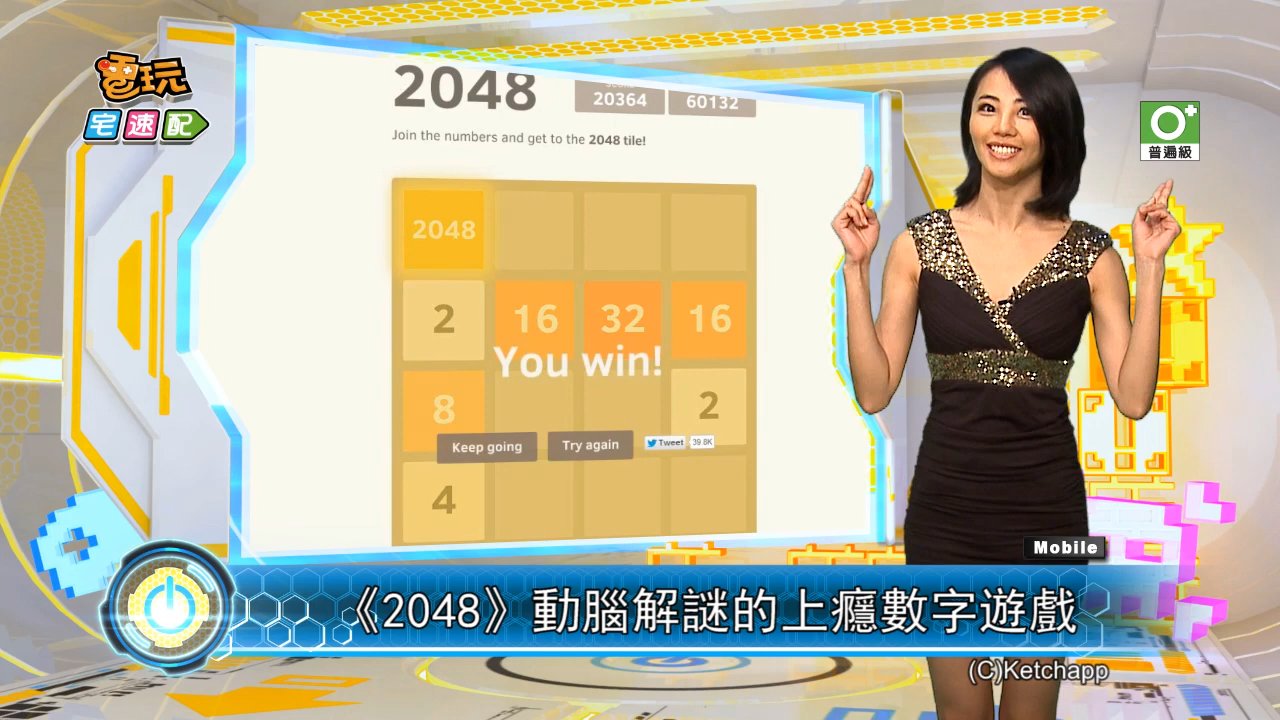 電玩
宅速配
2048
20364
60132
Join the numbers and get to the 2048 tile!
2048
2
16
32
16
You win!
8
2
Keep going
Try again
Tweet
39.8K
4
普遍級
Mobile
《2048》動腦解謎的上癮數字遊戲
(C)Ketchapp